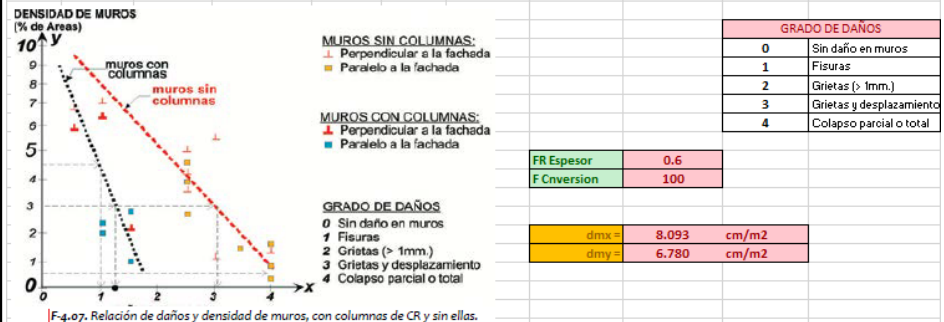 DENSIDAD DE MUROS
(% de Areas)
10
y
9
8
7
6
5
4
3
2
1
0
0
1
2
3
4
x
muros con
columnas
muros sin
columnas
MUROS SIN COLUMNAS:
Perpendicular a la fachada
Paralelo a la fachada
MUROS CON COLUMNAS:
Perpendicular a la fachada
Paralelo a la fachada
GRADO DE DAÑOS
0 Sin daño en muros
1 Fisuras
2 Grietas (> 1mm.)
3 Grietas y desplazamiento
4 Colapso parcial o total
F-4.07. Relación de daños y densidad de muros, con columnas de CR y sin ellas.
GRADO DE DAÑOS
0 Sin daño en muros
1 Fisuras
2 Grietas (> 1mm.)
3 Grietas y desplazamiento
4 Colapso parcial o total
FR Espesor 0.6
F Cnversion 100
dmx = 8.093 cm/m2
dmy = 6.780 cm/m2